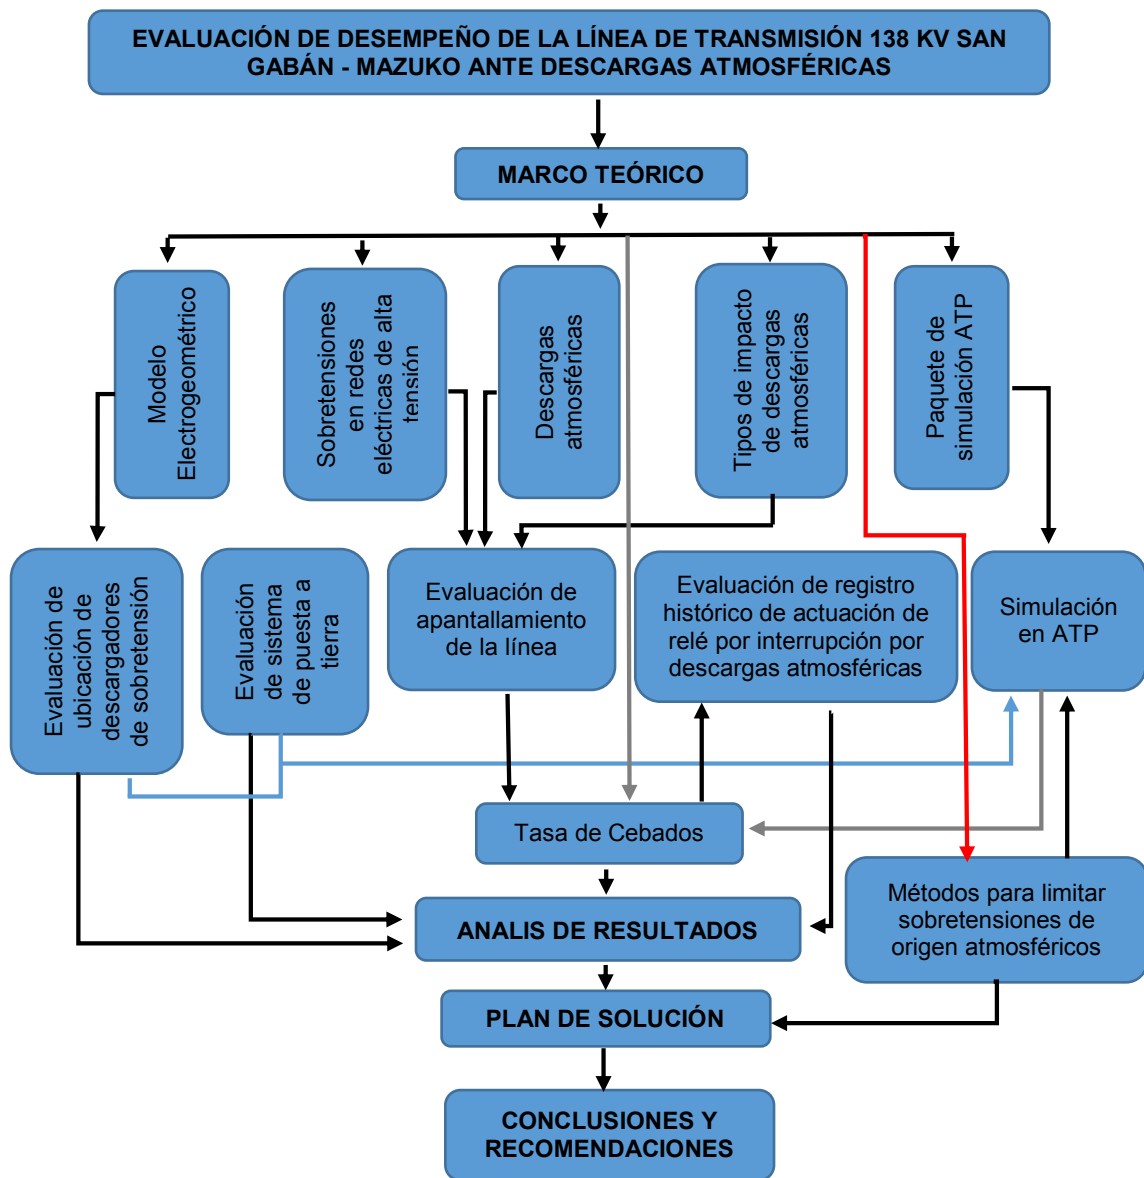 EVALUACIÓN DE DESEMPEÑO DE LA LÍNEA DE TRANSMISIÓN 138 KV SAN
GABÁN - MAZUKO ANTE DESCARGAS ATMOSFÉRICAS
MARCO TEÓRICO
Modelo
Electrogeométrico
Sobretensiones
en redes
eléctricas de alta
tensión
Descargas
atmosféricas
Tipos de impacto
de descargas
atmosféricas
Paquete de
simulación ATP
Evaluación de
ubicación de
descargadores
de sobretensión
Evaluación
de sistema
de puesta a
tierra
Evaluación de
apantallamiento
de la línea
Evaluación de registro
histórico de actuación de
relé por interrupción por
descargas atmosféricas
Simulación
en ATP
Tasa de Cebados
Métodos para limitar
sobretensiones de
origen atmosféricos
ANALIS DE RESULTADOS
PLAN DE SOLUCIÓN
CONCLUSIONES Y
RECOMENDACIONES